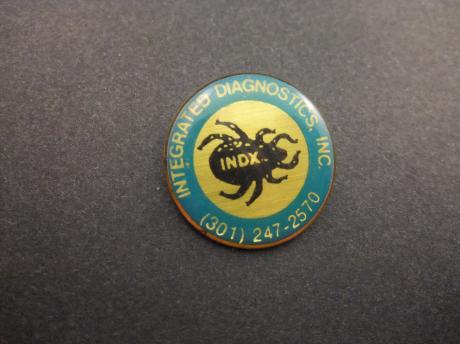 INTEGRATED DIAGNOSTICS, INC
INDX
(301) 247-2570